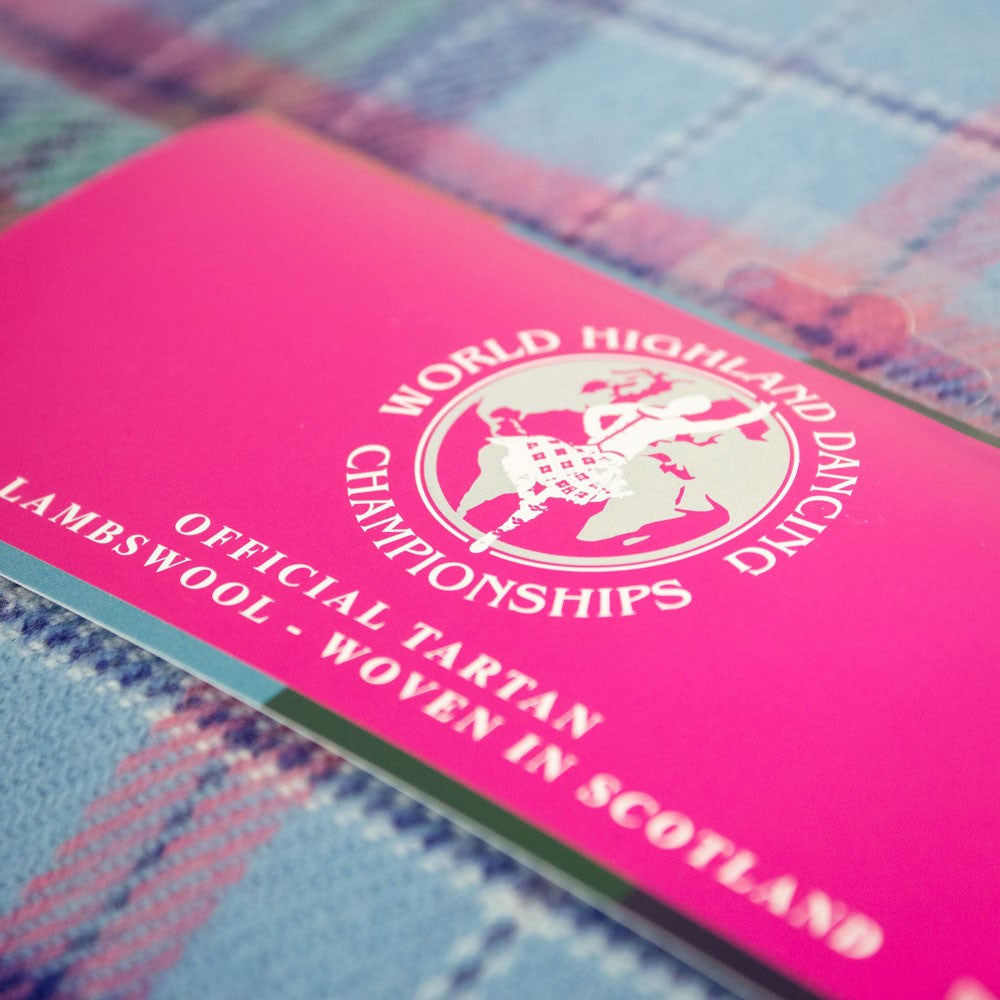 WORLD HIGHLAND DANCING
CHAMPIONSHIPS
OFFICIAL TARTAN
LAMBSWOOL - WOVEN IN SCOTLAND